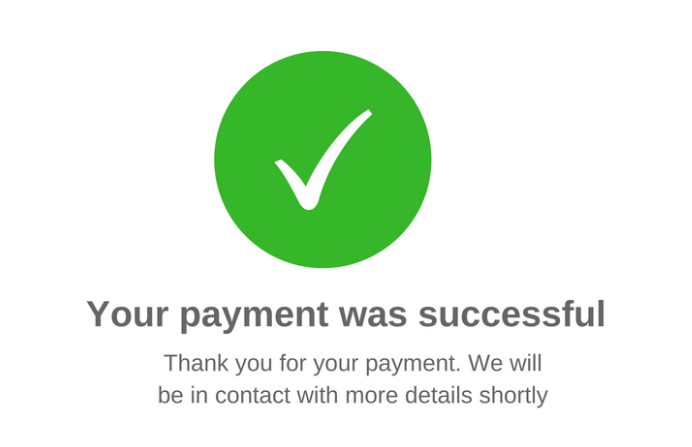 Your payment was successful
Thank you for your payment. We will
be in contact with more details shortly